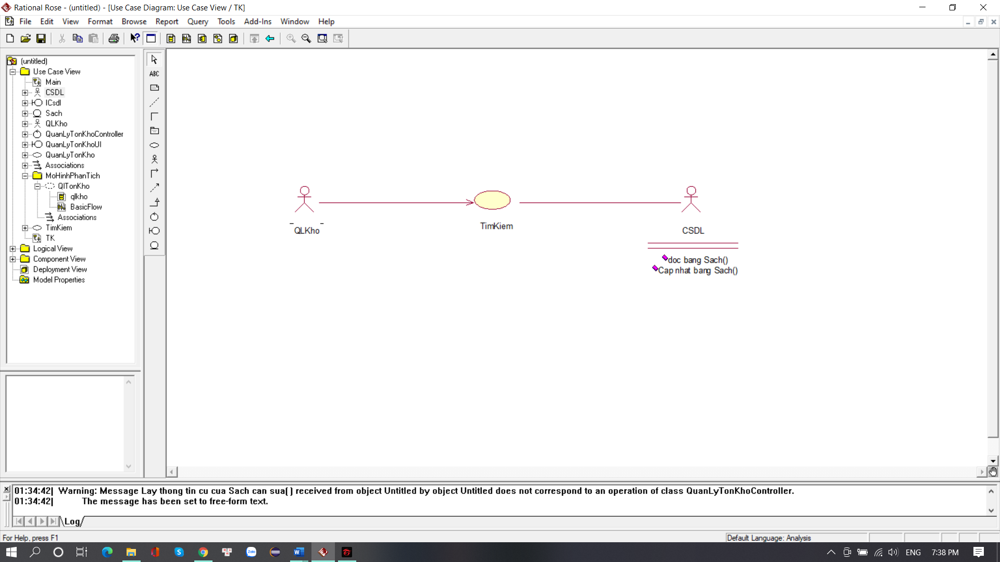 Rational Rose - (untitled) - [Use Case Diagram: Use Case View / TK]
File Edit View Format Browse Report Query Tools Add-Ins Window Help
(untitled)
Use Case View
Main
CSDL
ICsdl
Sach
QLKho
QuanLyTonKhoController
QuanLyTonKhoUI
QuanLyTonKho
Associations
MoHinhPhanTich
QlTonKho
qlkho
BasicFlow
Associations
TimKiem
TK
Logical View
Component View
Deployment View
Model Properties
ABC
QLKho
TimKiem
CSDL
doc bang Sach()
Cap nhat bang Sach()
01:34:42| Warning: Message Lay thong tin cu cua Sach can sua( ) received from object Untitled by object Untitled does not correspond to an operation of class QuanLyTonKhoController.
01:34:42| The message has been set to free-form text.
Log
For Help, press F1
Default Language: Analysis
Zalo
ENG
7:38 PM